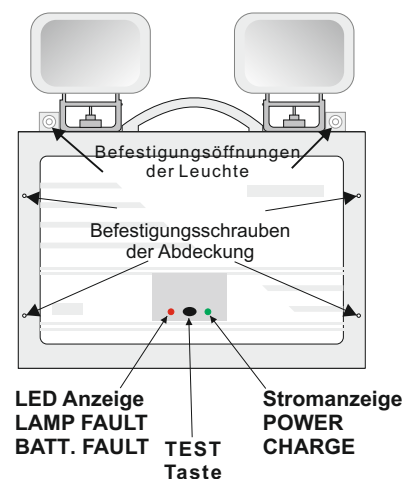 Befestigungsöffnungen
der Leuchte
Befestigungsschrauben
der Abdeckung
LED Anzeige
LAMP FAULT
BATT. FAULT
TEST
Taste
Stromanzeige
POWER
CHARGE